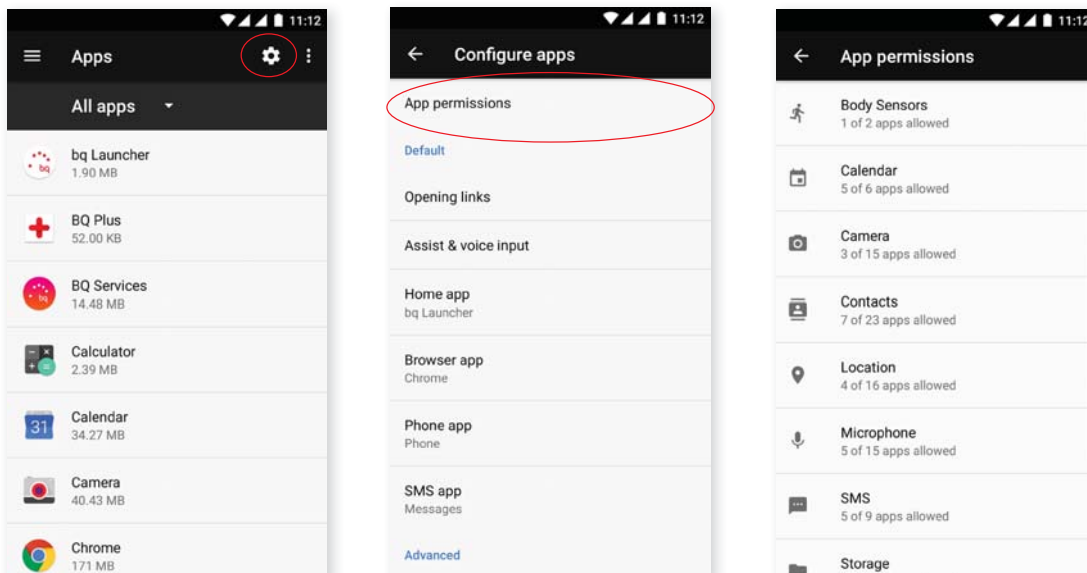 11:12
Apps
All apps
bq Launcher
1.90 MB
BQ Plus
52.00 KB
BQ Services
14.48 MB
Calculator
2.39 MB
31
Calendar
34.27 MB
Camera
40.43 MB
Chrome
171 MB
11:12
Configure apps
App permissions
Default
Opening links
Assist & voice input
Home app
bq Launcher
Browser app
Chrome
Phone app
Phone
SMS app
Messages
Advanced
11:12
App permissions
Body Sensors
1 of 2 apps allowed
Calendar
5 of 6 apps allowed
Camera
3 of 15 apps allowed
Contacts
7 of 23 apps allowed
Location
4 of 16 apps allowed
Microphone
5 of 15 apps allowed
SMS
5 of 9 apps allowed
Storage